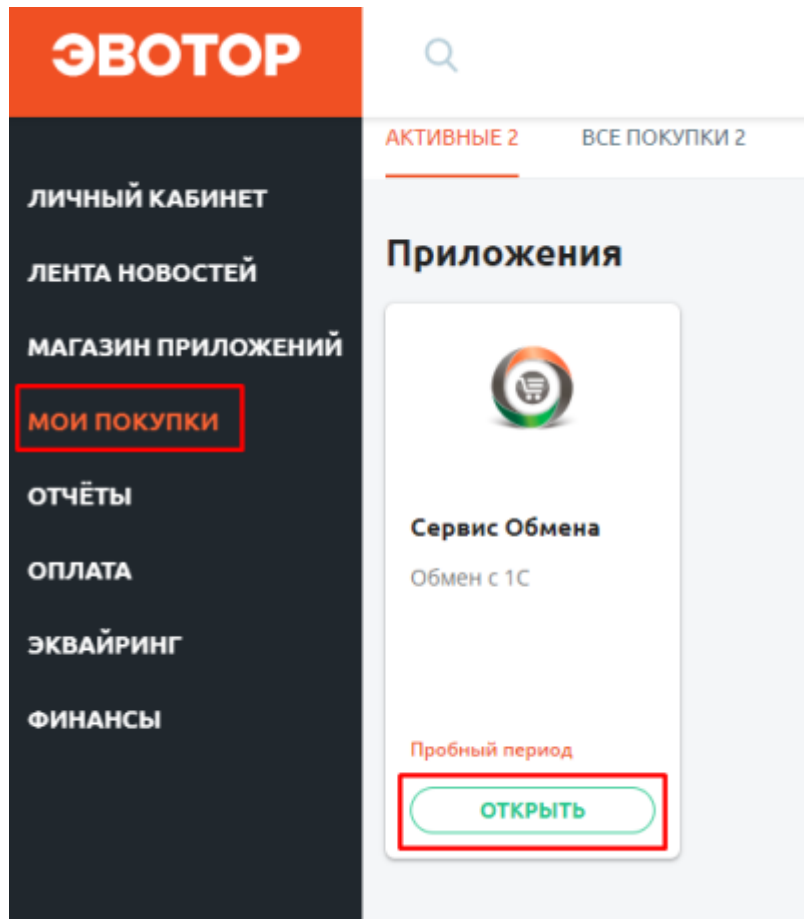 ЭВОТОР
АКТИВНЫЕ 2
ВСЕ ПОКУПКИ 2
ЛИЧНЫЙ КАБИНЕТ
ЛЕНТА НОВОСТЕЙ
МАГАЗИН ПРИЛОЖЕНИЙ
МОИ ПОКУПКИ
ОТЧЁТЫ
ОПЛАТА
ЭКВАЙРИНГ
ФИНАНСЫ
Приложения
Сервис Обмена
Обмен с 1С
Пробный период
ОТКРЫТЬ